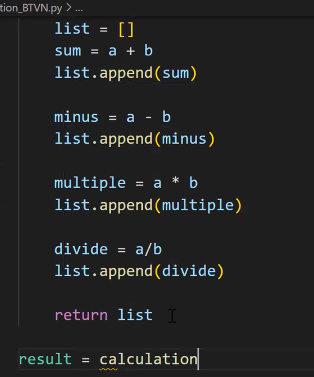 tion_BTVN.py > ...
list = []
sum = a + b
list.append(sum)
minus = a - b
list.append(minus)
multiple = a * b
list.append(multiple)
divide = a/b
list.append(divide)
return list
result = calculation